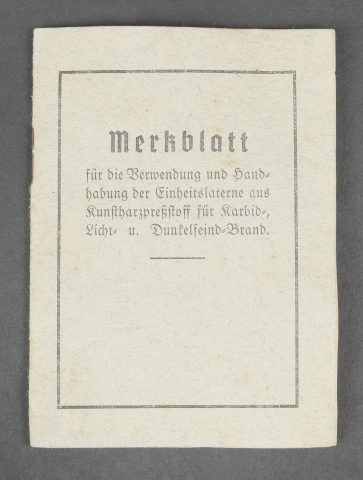 Merkblatt
für die Verwendung und Hand-
habung der Einheitslaterne aus
Kunstharzpreßstoff für Karbid-,
Licht- u. Dunkelfeind-Brand.